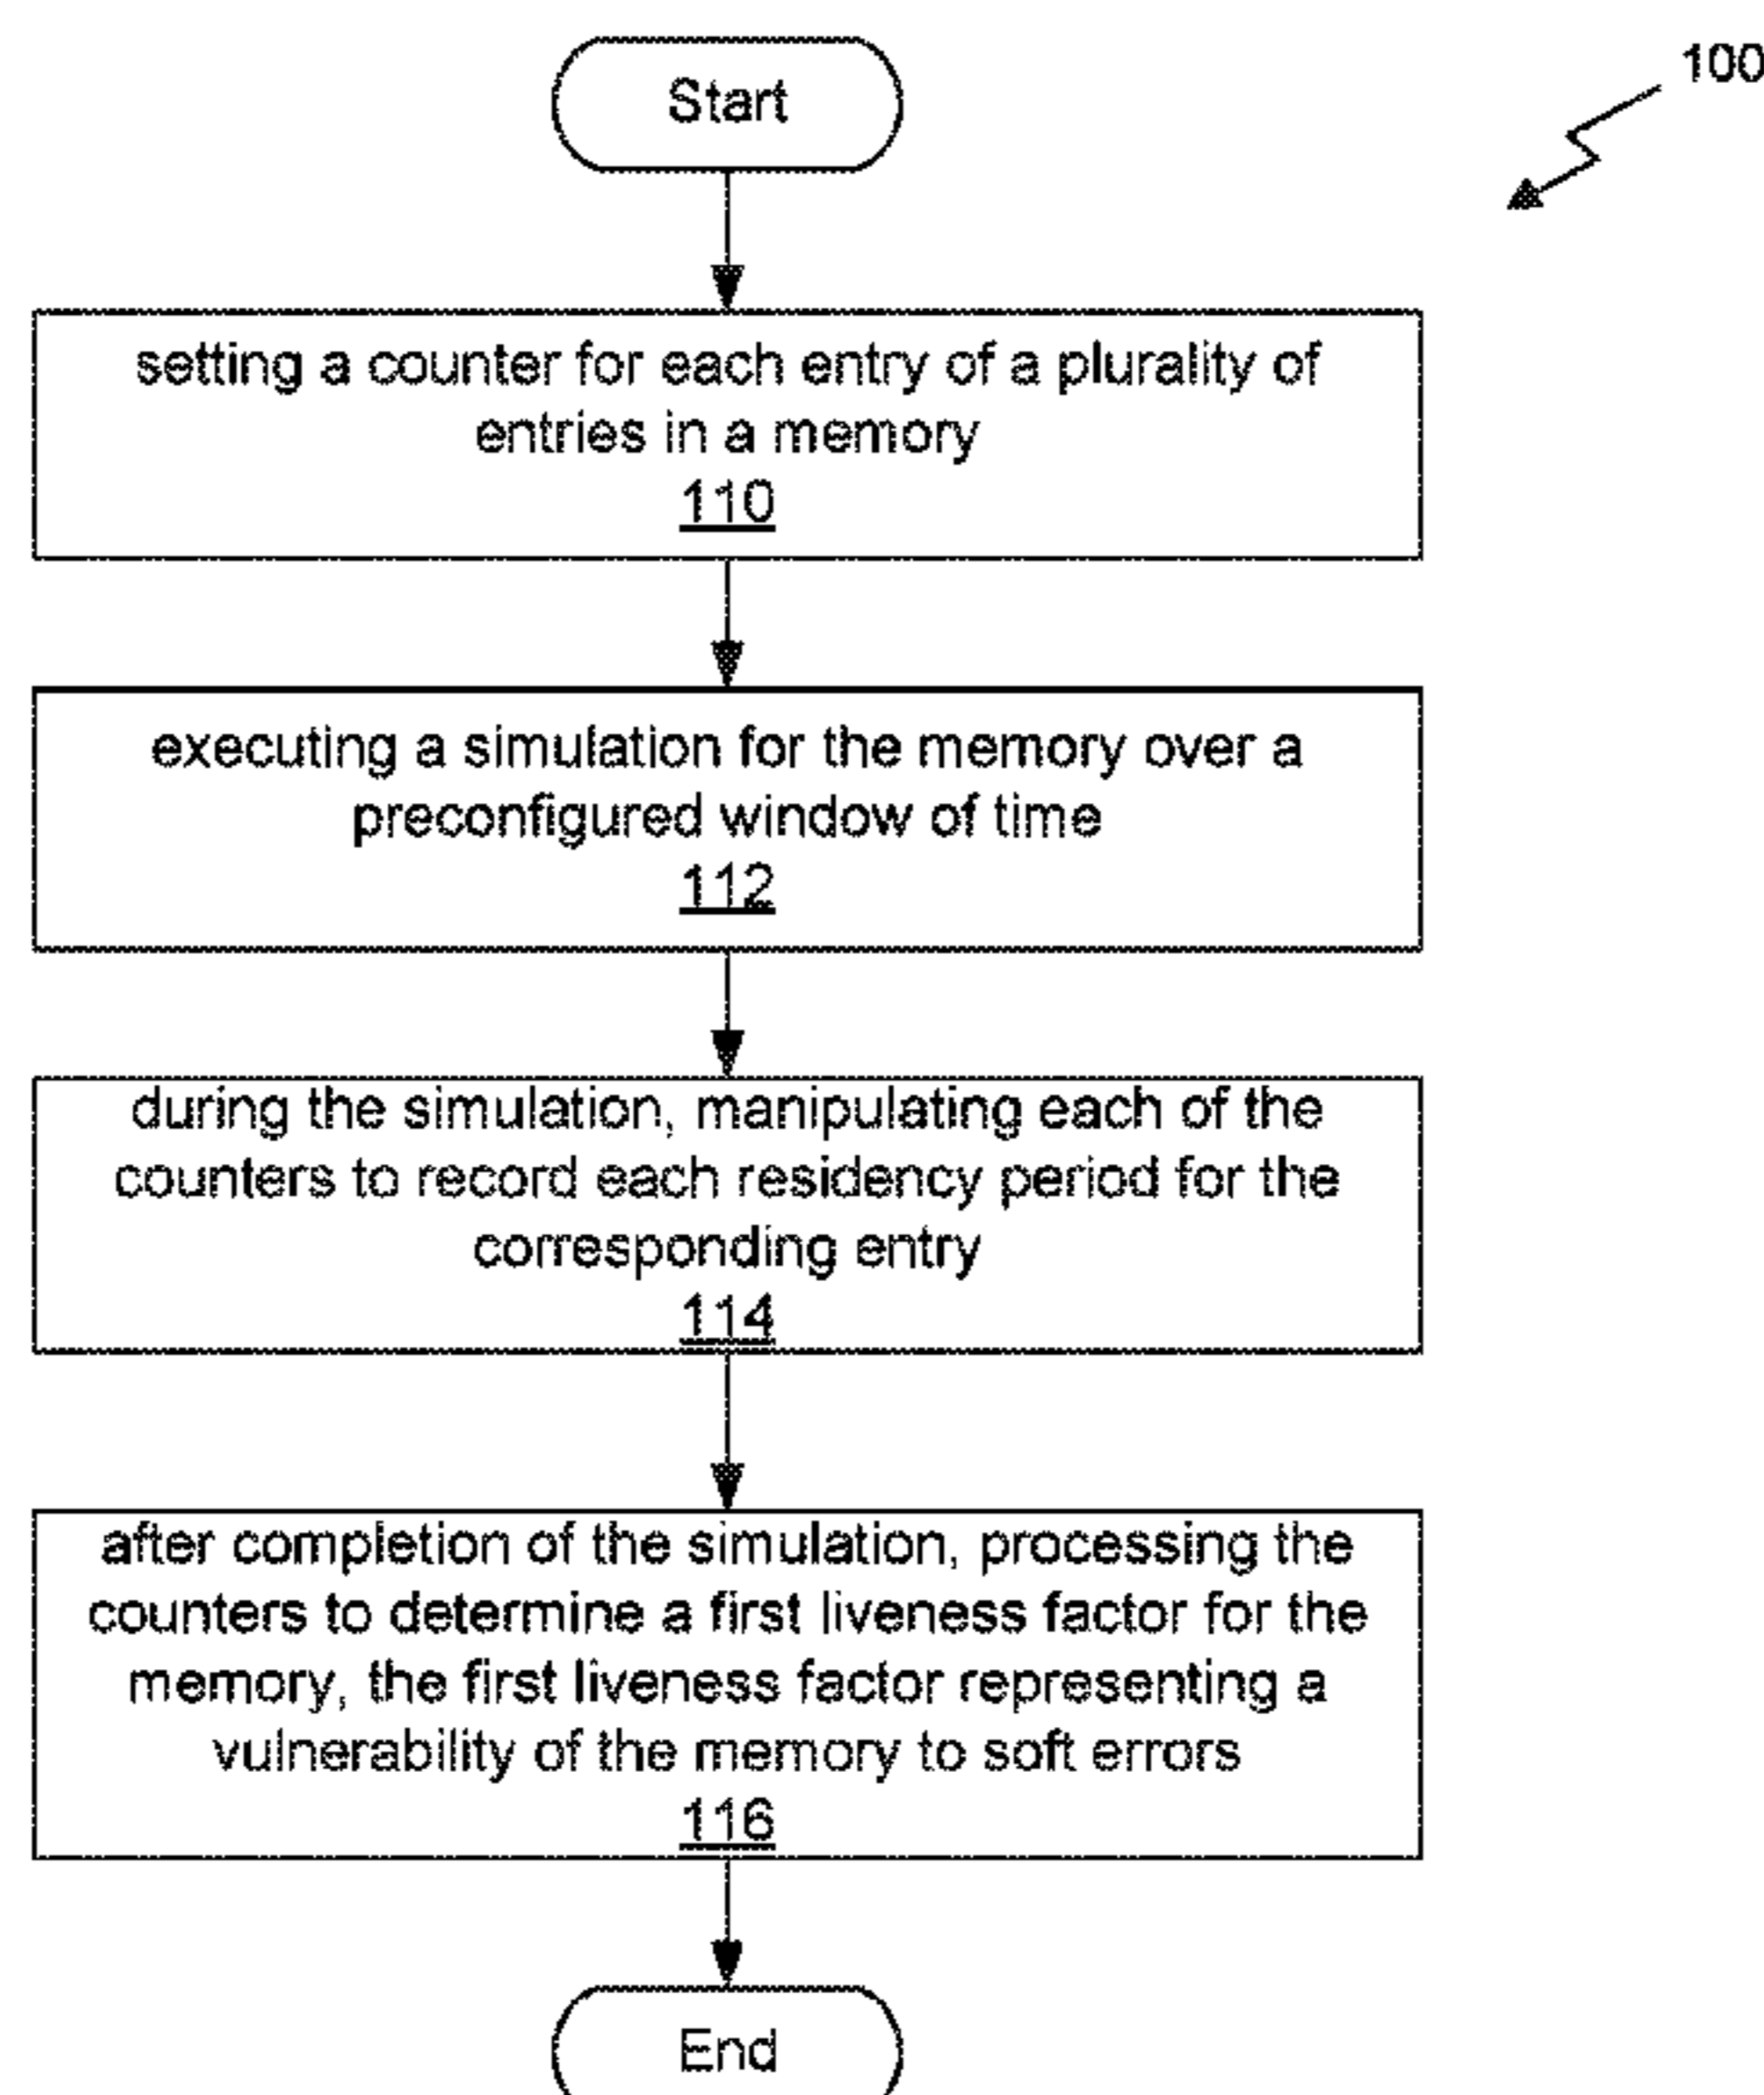 Start
100
setting a counter for each entry of a plurality of
entries in a memory
110
executing a simulation for the memory over a
preconfigured window of time
112
during the simulation, manipulating each of the
counters to record each residency period for the
corresponding entry
114
after completion of the simulation, processing the
counters to determine a first liveness factor for the
memory, the first liveness factor representing a
vulnerability of the memory to soft errors
116
End